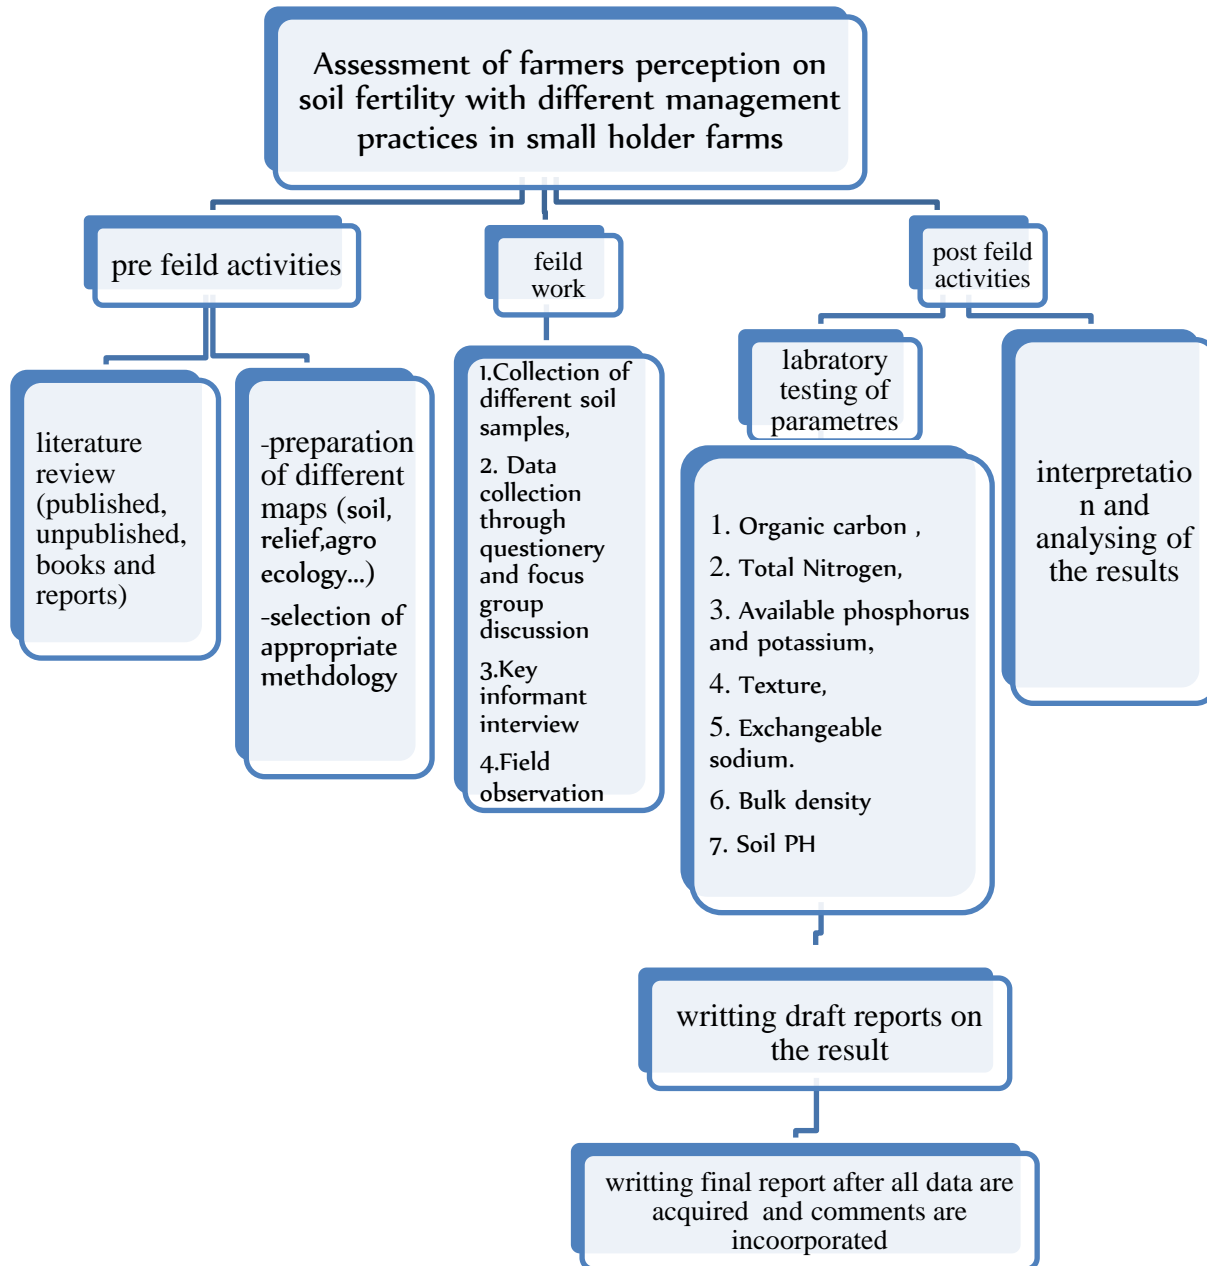 Assessment of farmers perception on
soil fertility with different management
practices in small holder farms
pre feild activities
feild
work
post feild
activities
literature
review
(published,
unpublished,
books and
reports)
-preparation
of different
maps (soil,
relief,agro
ecology...)
-selection of
appropriate
methdology
1.Collection of
different soil
samples,
2. Data
collection
through
questionery
and focus
group
discussion
3.Key
informant
interview
4.Field
observation
labratory
testing of
parametres
1. Organic carbon ,
2. Total Nitrogen,
3. Available phosphorus
and potassium,
4. Texture,
5. Exchangeable
sodium.
6. Bulk density
7. Soil PH
interpretatio
n and
analysing of
the results
writting draft reports on
the result
writting final report after all data are
acquired and comments are
incoorporated